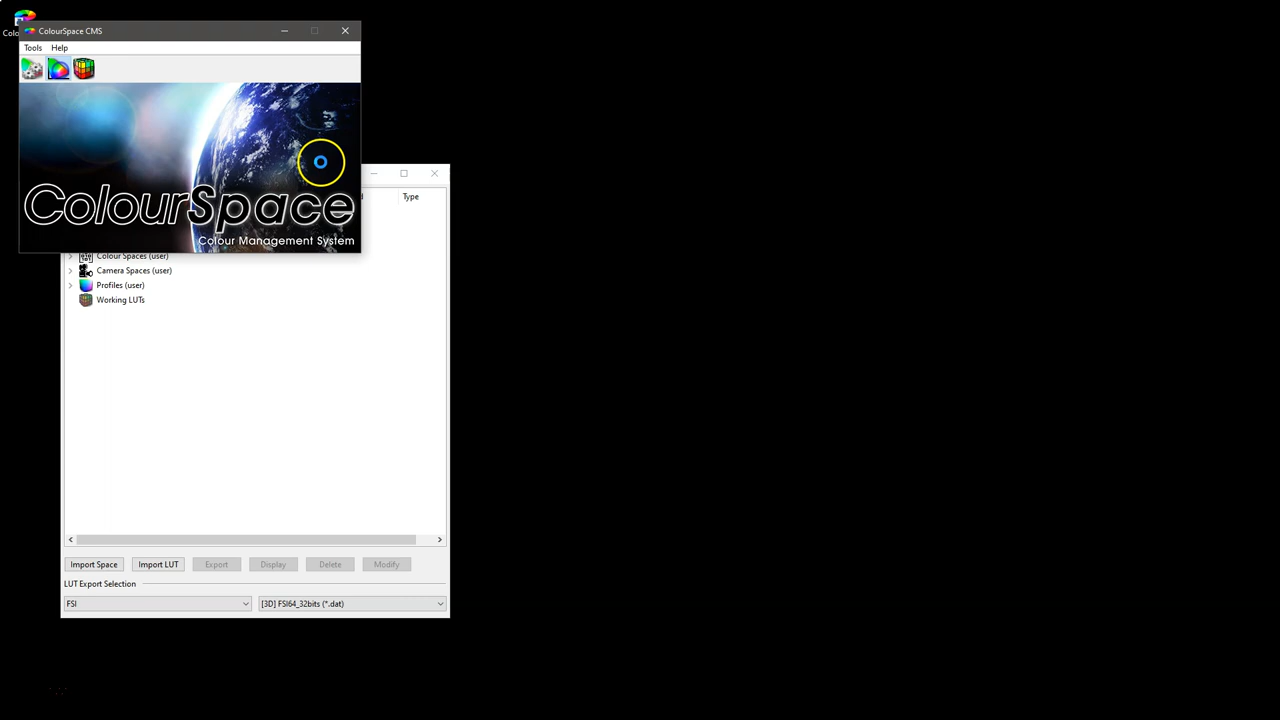 ColourSpace CMS
Tools Help
ColourSpace
Colour Management System
Type
Colour Spaces (user)
Camera Spaces (user)
Profiles (user)
Working LUTs
Import Space Import LUT Export Display Delete Modify
LUT Export Selection
FSI [3D] FSI64_32bits (*.dat)